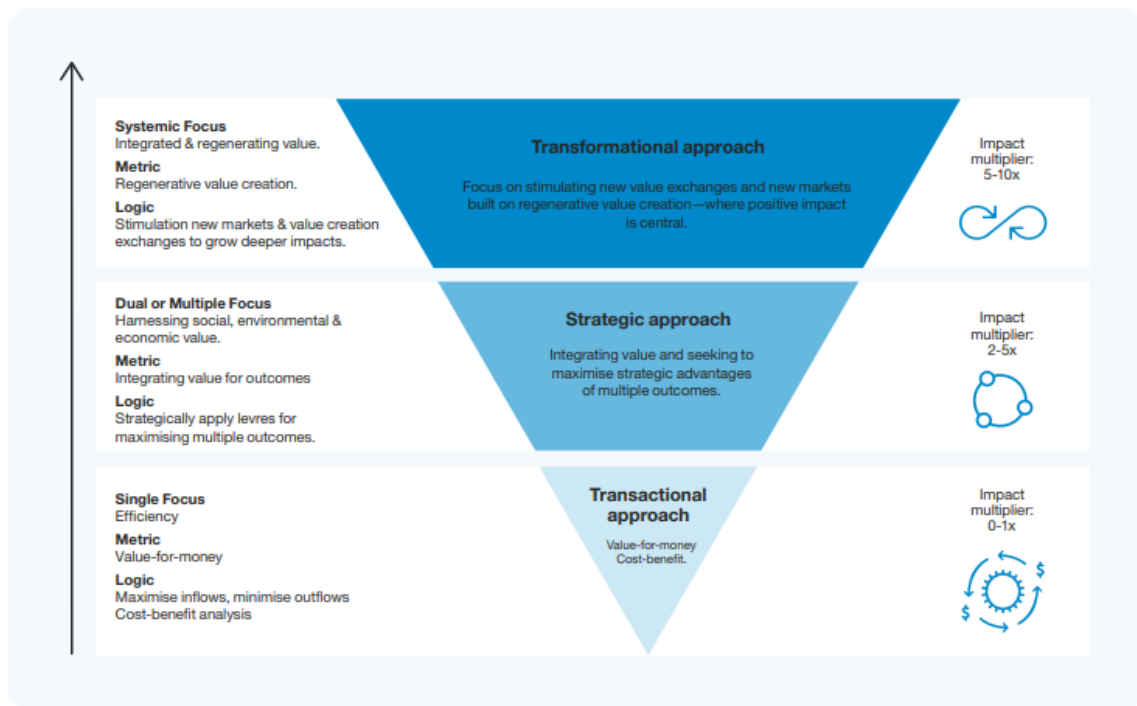 Systemic Focus
Integrated & regenerating value.
Metric
Regenerative value creation.
Logic
Stimulation new markets & value creation
exchanges to grow deeper impacts.
Transformational approach
Focus on stimulating new value exchanges and new markets
built on regenerative value creation—where positive impact
is central.
Impact
multiplier:
5-10x
Dual or Multiple Focus
Harnessing social, environmental &
economic value.
Metric
Integrating value for outcomes
Logic
Strategically apply levres for
maximising multiple outcomes.
Strategic approach
Integrating value and seeking to
maximise strategic advantages
of multiple outcomes.
Impact
multiplier:
2-5x
Single Focus
Efficiency
Metric
Value-for-money
Logic
Maximise inflows, minimise outflows
Cost-benefit analysis
Transactional
approach
Value-for-money
Cost-benefit.
Impact
multiplier:
0-1x
$
$